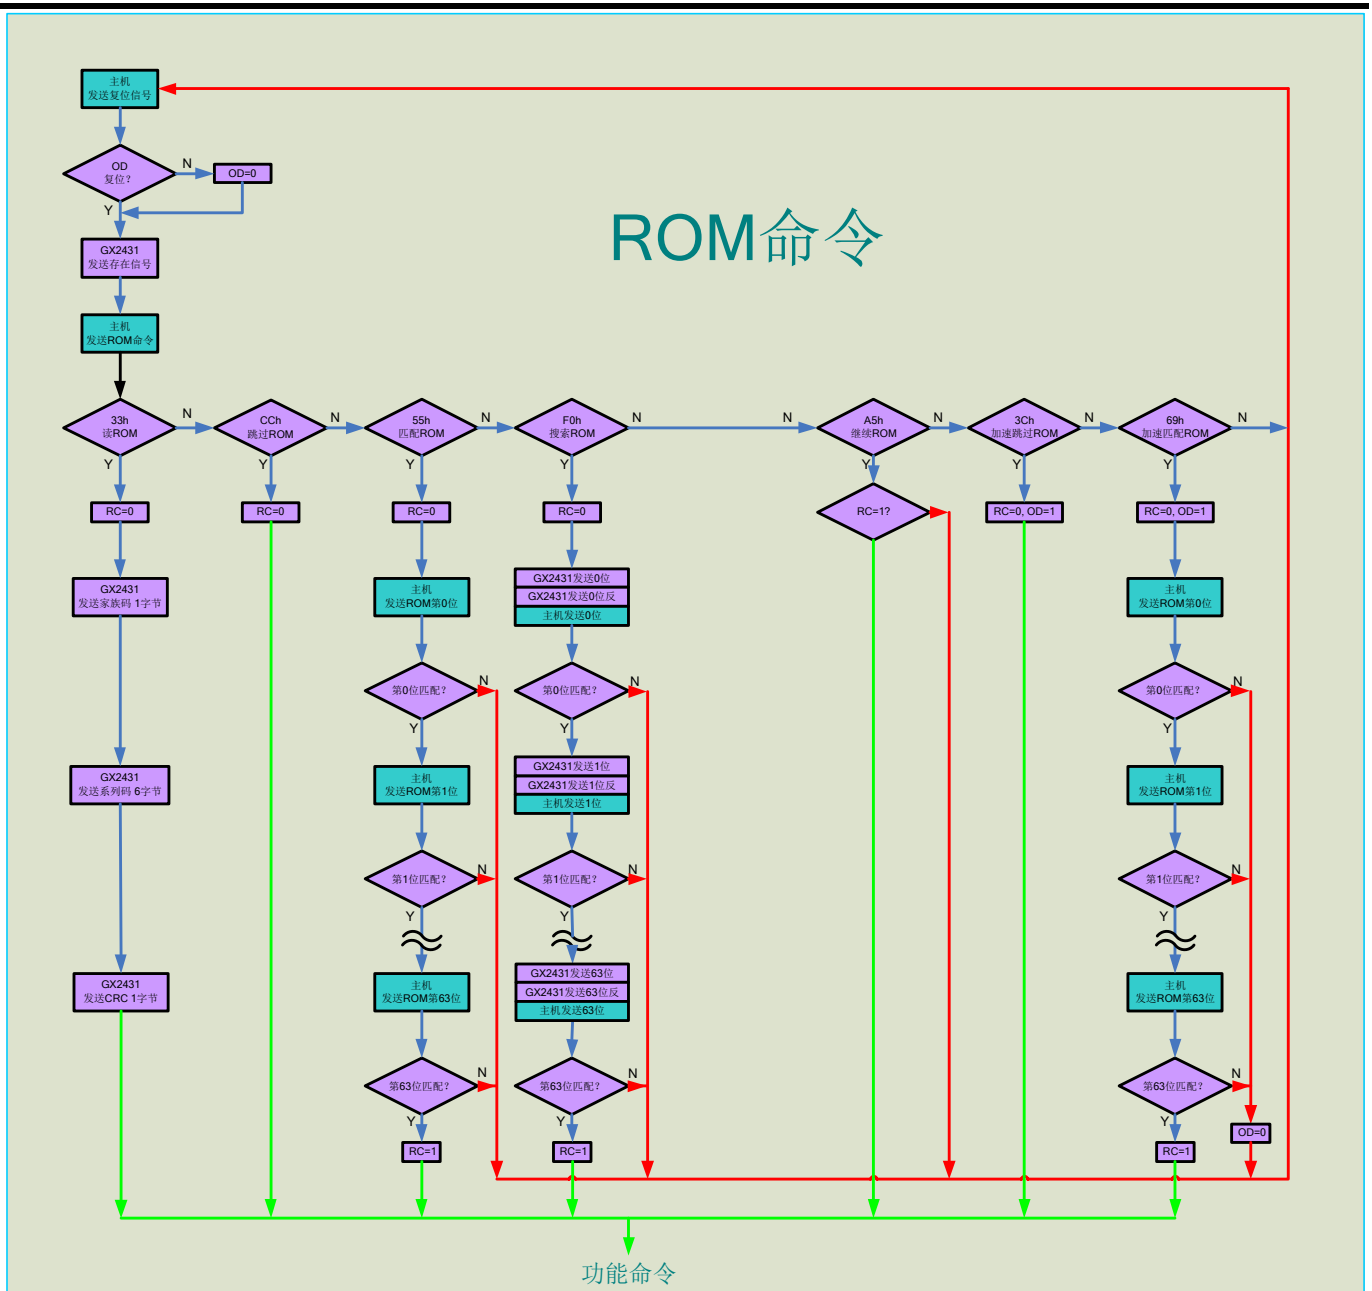 主机
发送复位信号
OD
复位?
N
OD=0
Y
GX2431
发送存在信号
ROM命令
主机
发送ROM命令
33h
读ROM
N
CCh
跳过ROM
N
55h
匹配ROM
N
F0h
搜索ROM
N
N
A5h
继续ROM
N
3Ch
加速跳过ROM
N
69h
加速匹配ROM
N
Y
Y
Y
Y
Y
Y
Y
RC=0
RC=0
RC=0
RC=0
RC=1?
RC=0, OD=1
RC=0, OD=1
GX2431
发送家族码 1字节
主机
发送ROM第0位
GX2431发送0位
GX2431发送0位反
主机发送0位
主机
发送ROM第0位
第0位匹配?
N
第0位匹配?
N
第0位匹配?
N
Y
Y
Y
GX2431
发送系列码 6字节
主机
发送ROM第1位
GX2431发送1位
GX2431发送1位反
主机发送1位
主机
发送ROM第1位
第1位匹配?
N
第1位匹配?
N
第1位匹配?
N
Y
Y
Y
GX2431
发送CRC 1字节
主机
发送ROM第63位
GX2431发送63位
GX2431发送63位反
主机发送63位
主机
发送ROM第63位
第63位匹配?
N
第63位匹配?
N
第63位匹配?
N
Y
Y
Y
OD=0
RC=1
RC=1
RC=1
功能命令